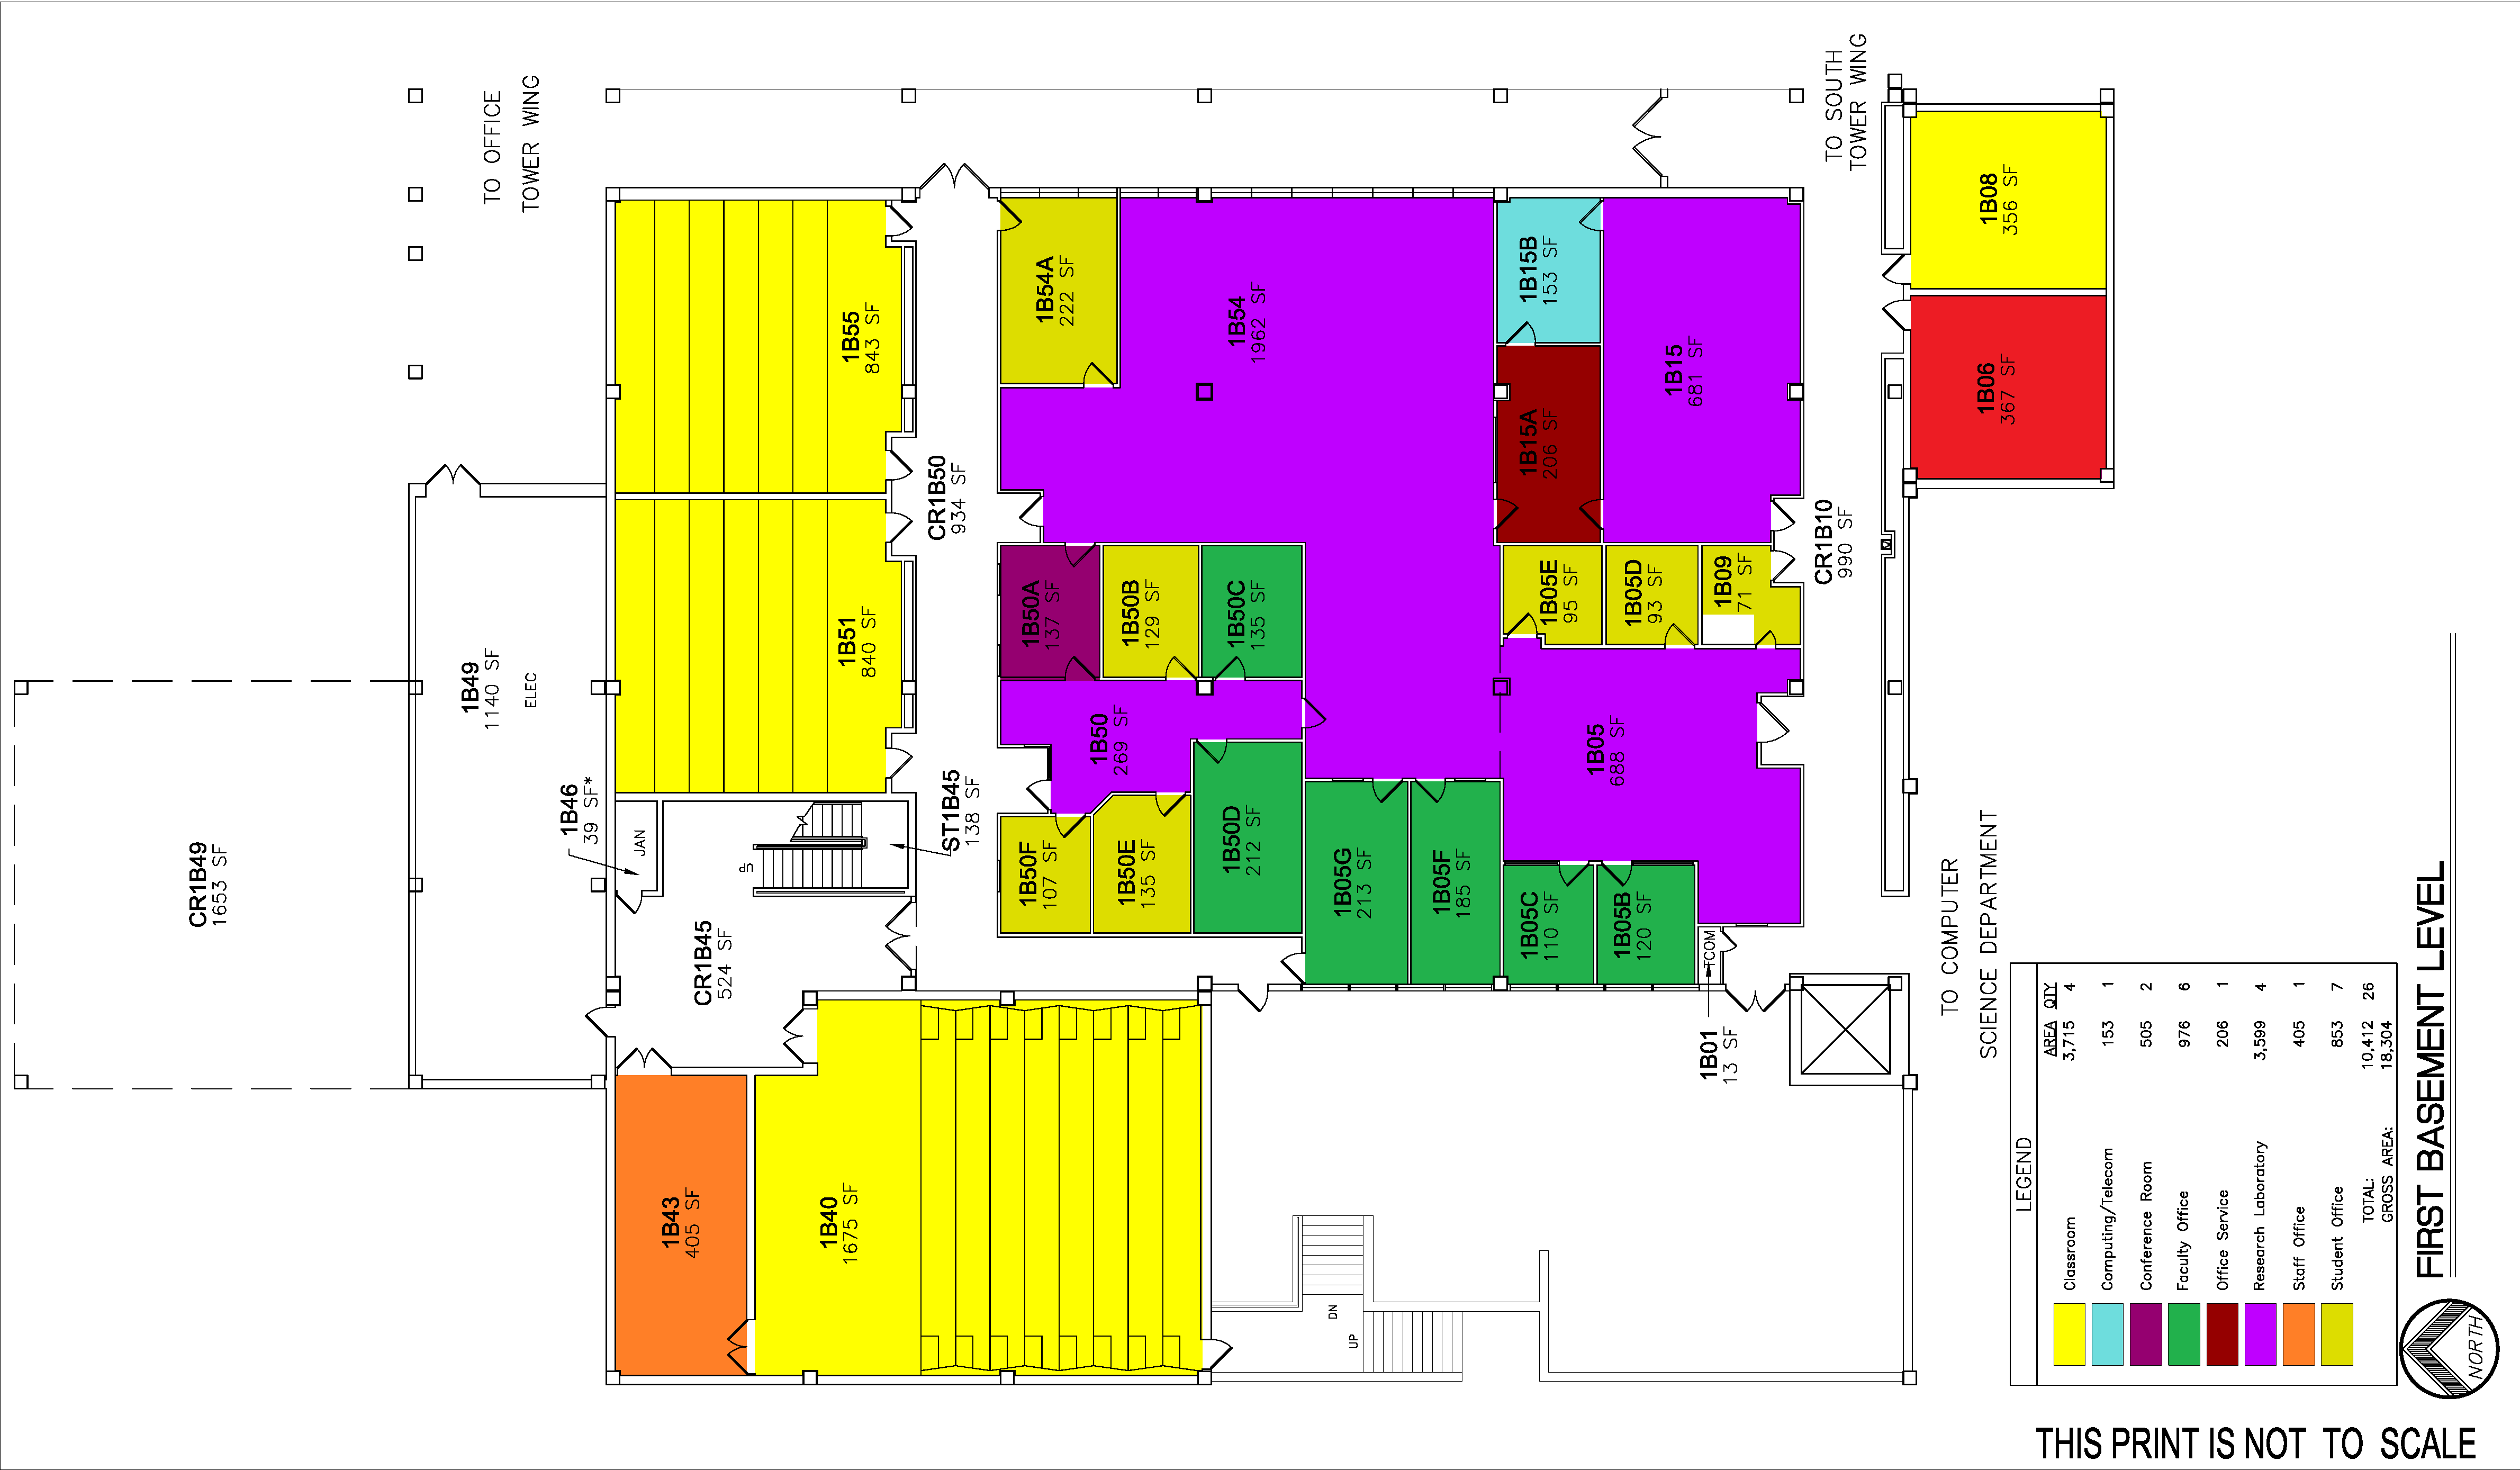 TO OFFICE
TOWER WING
TO SOUTH
TOWER WING
1B08
356 SF
1B06
367 SF
1B55
843 SF
1B54A
222 SF
1B54
1962 SF
1B15B
153 SF
1B15
681 SF
1B15A
206 SF
CR1B50
934 SF
CR1B10
990 SF
1B49
1140 SF
ELEC
1B51
840 SF
1B50A
137 SF
1B50B
129 SF
1B50C
135 SF
1B05E
95 SF
1B05D
93 SF
1B09
71 SF
1B50
269 SF
1B05
688 SF
CR1B49
1653 SF
1B46
39 SF*
JAN
UP
ST1B45
138 SF
1B50F
107 SF
1B50E
135 SF
1B50D
212 SF
1B05G
213 SF
1B05F
185 SF
1B05C
110 SF
1B05B
120 SF
TCOM
1B01
13 SF
CR1B45
524 SF
1B43
405 SF
1B40
1675 SF
DN
UP
TO COMPUTER
SCIENCE DEPARTMENT
LEGEND
AREA QTY
Classroom 3,715 4
Computing/Telecom 153 1
Conference Room 505 2
Faculty Office 976 6
Office Service 206 1
Research Laboratory 3,599 4
Staff Office 405 1
Student Office 853 7
TOTAL: 10,412 26
GROSS AREA: 18,304
FIRST BASEMENT LEVEL
NORTH
THIS PRINT IS NOT TO SCALE